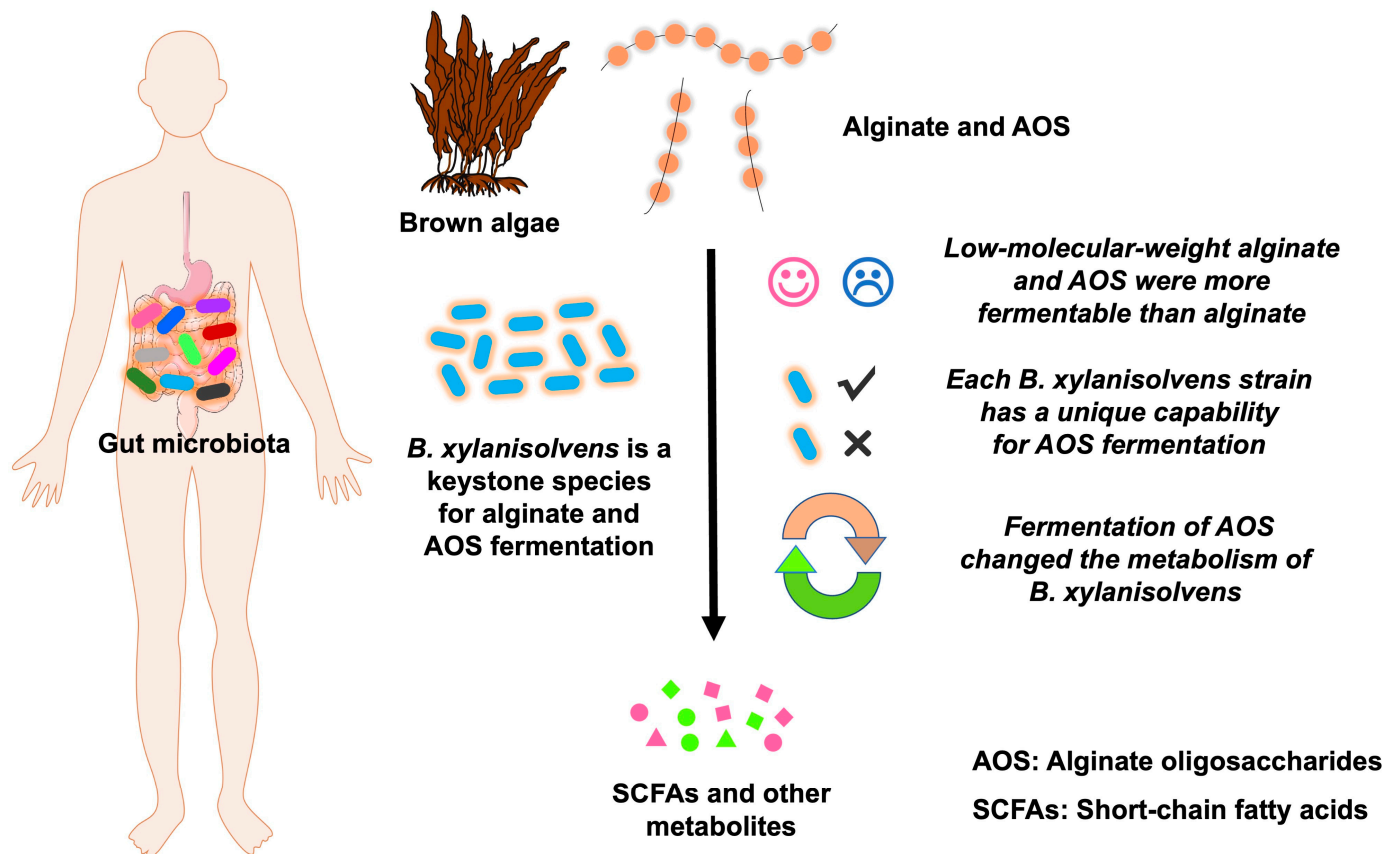 Brown algae
Alginate and AOS
Gut microbiota
B. xylanisolvens is a
keystone species
for alginate and
AOS fermentation
Low-molecular-weight alginate
and AOS were more
fermentable than alginate
Each B. xylanisolvens strain
has a unique capability
for AOS fermentation
Fermentation of AOS
changed the metabolism of
B. xylanisolvens
SCFAs and other
metabolites
AOS: Alginate oligosaccharides
SCFAs: Short-chain fatty acids